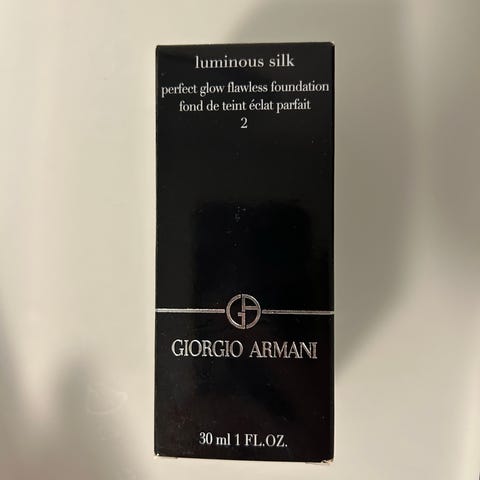 luminous silk
perfect glow flawless foundation
fond de teint éclat parfait
2
GIORGIO ARMANI
30 ml 1 FL.OZ.